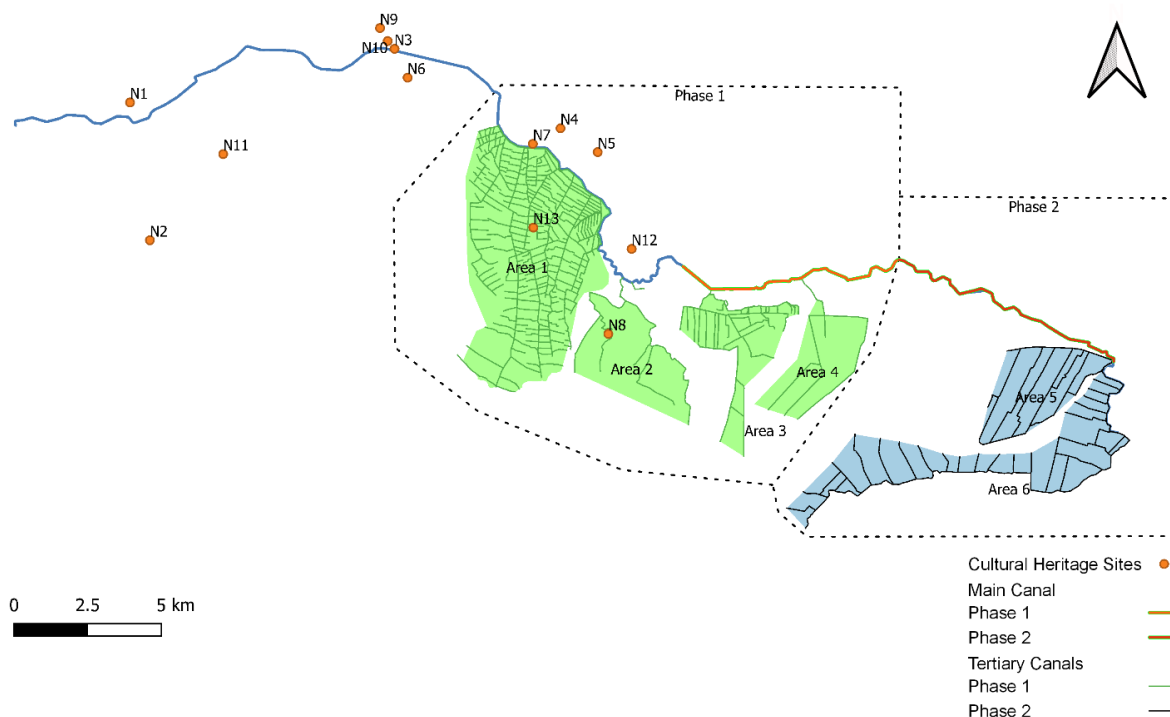 N9
N10
N3
N6
N1
N11
N2
Phase 1
N4
N7
N5
N13
N12
Area 1
N8
Area 2
Area 3
Area 4
Phase 2
Area 5
Area 6
0 2.5 5 km
Cultural Heritage Sites
Main Canal
Phase 1
Phase 2
Tertiary Canals
Phase 1
Phase 2